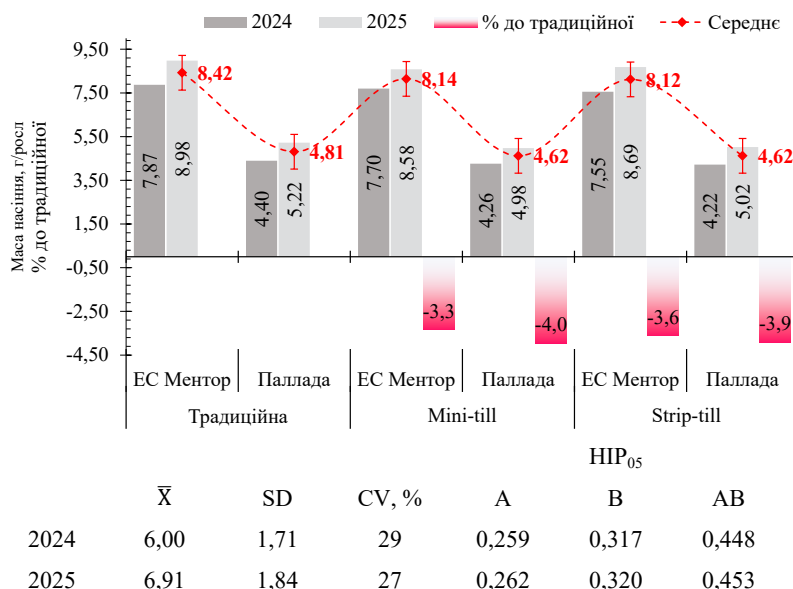 2024 2025 % до традиційної Середнє
Маса насіння, г/росл
% до традиційної
9,50
7,50
5,50
3,50
1,50
-0,50
-2,50
-4,50
7,87 8,98 8,42 4,40 5,22 4,81 7,70 8,58 8,14 4,26 4,98 4,62 7,55 8,69 8,12 4,22 5,02 4,62
-3,3 -4,0 -3,6 -3,9
ЕС Ментор Паллада ЕС Ментор Паллада ЕС Ментор Паллада
Традиційна Mini-till Strip-till
НІР05
X̅ SD CV, % A B AB
2024 6,00 1,71 29 0,259 0,317 0,448
2025 6,91 1,84 27 0,262 0,320 0,453